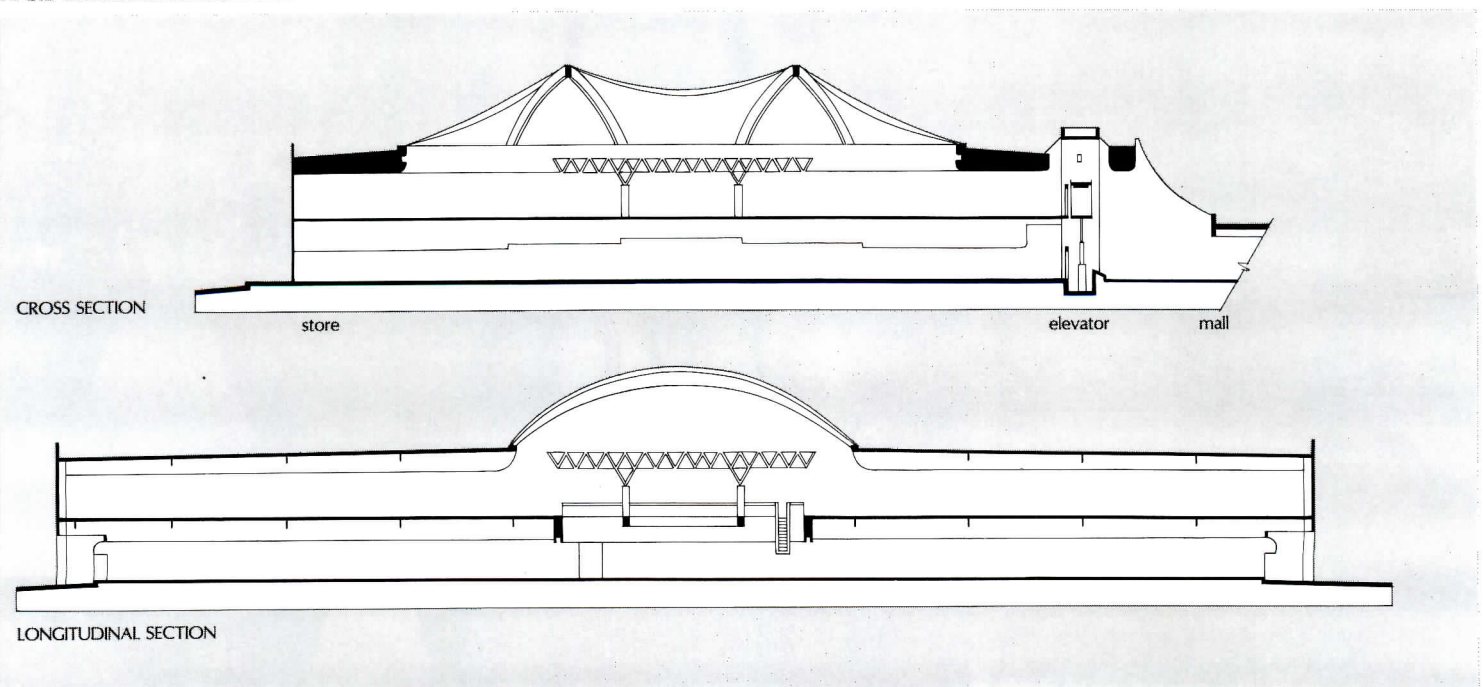 CROSS SECTION
store
elevator
mall
LONGITUDINAL SECTION